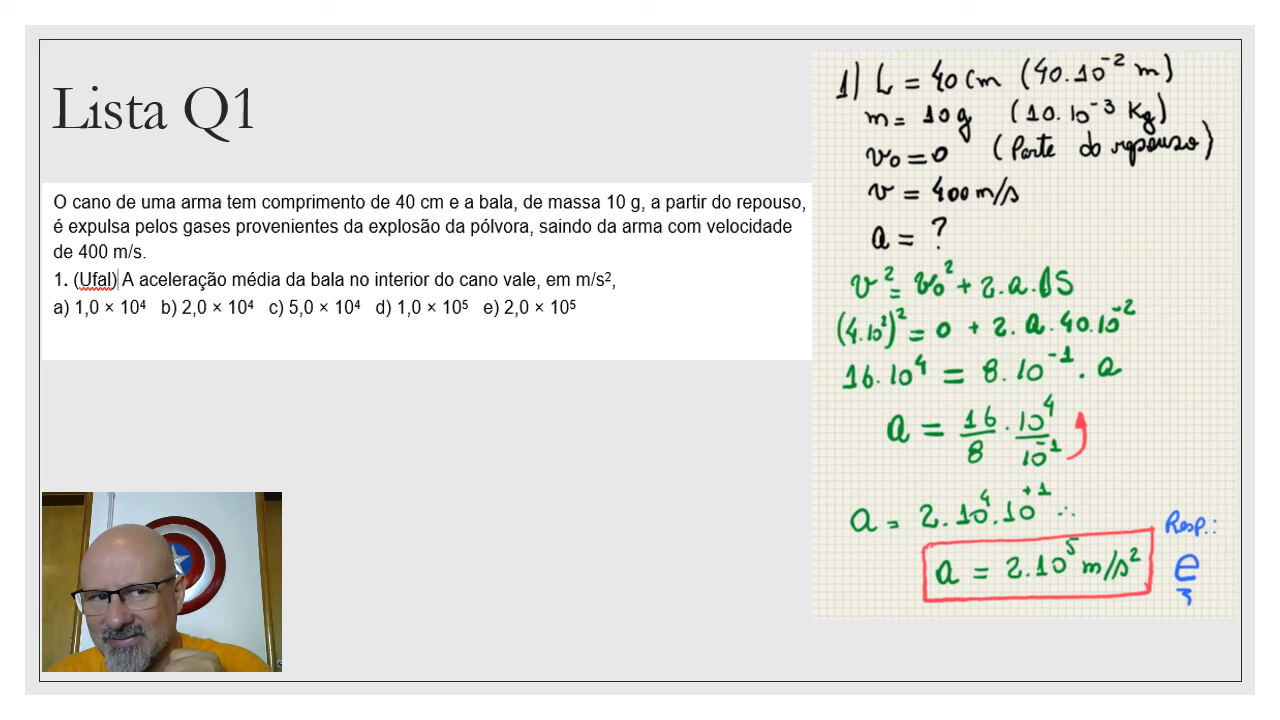 Lista Q1
O cano de uma arma tem comprimento de 40 cm e a bala, de massa 10 g, a partir do repouso,
é expulsa pelos gases provenientes da explosão da pólvora, saindo da arma com velocidade
de 400 m/s.
1. (Ufal) A aceleração média da bala no interior do cano vale, em m/s²,
a) 1,0 × 10⁴ b) 2,0 × 10⁴ c) 5,0 × 10⁴ d) 1,0 × 10⁵ e) 2,0 × 10⁵
1) L = 40 cm (40.10⁻² m)
m = 10g (10.10⁻³ Kg)
v₀ = 0 (Parte do repouso)
v = 400 m/s
a = ?
v² = v₀² + 2.a.ΔS
(4.10²)² = 0 + 2.a.40.10⁻²
16.10⁴ = 8.10⁻¹.a
a = 16/8 . 10⁴/10⁻¹
a = 2.10⁴.10⁺¹ ∴
a = 2.10⁵ m/s²
Resp.:
e